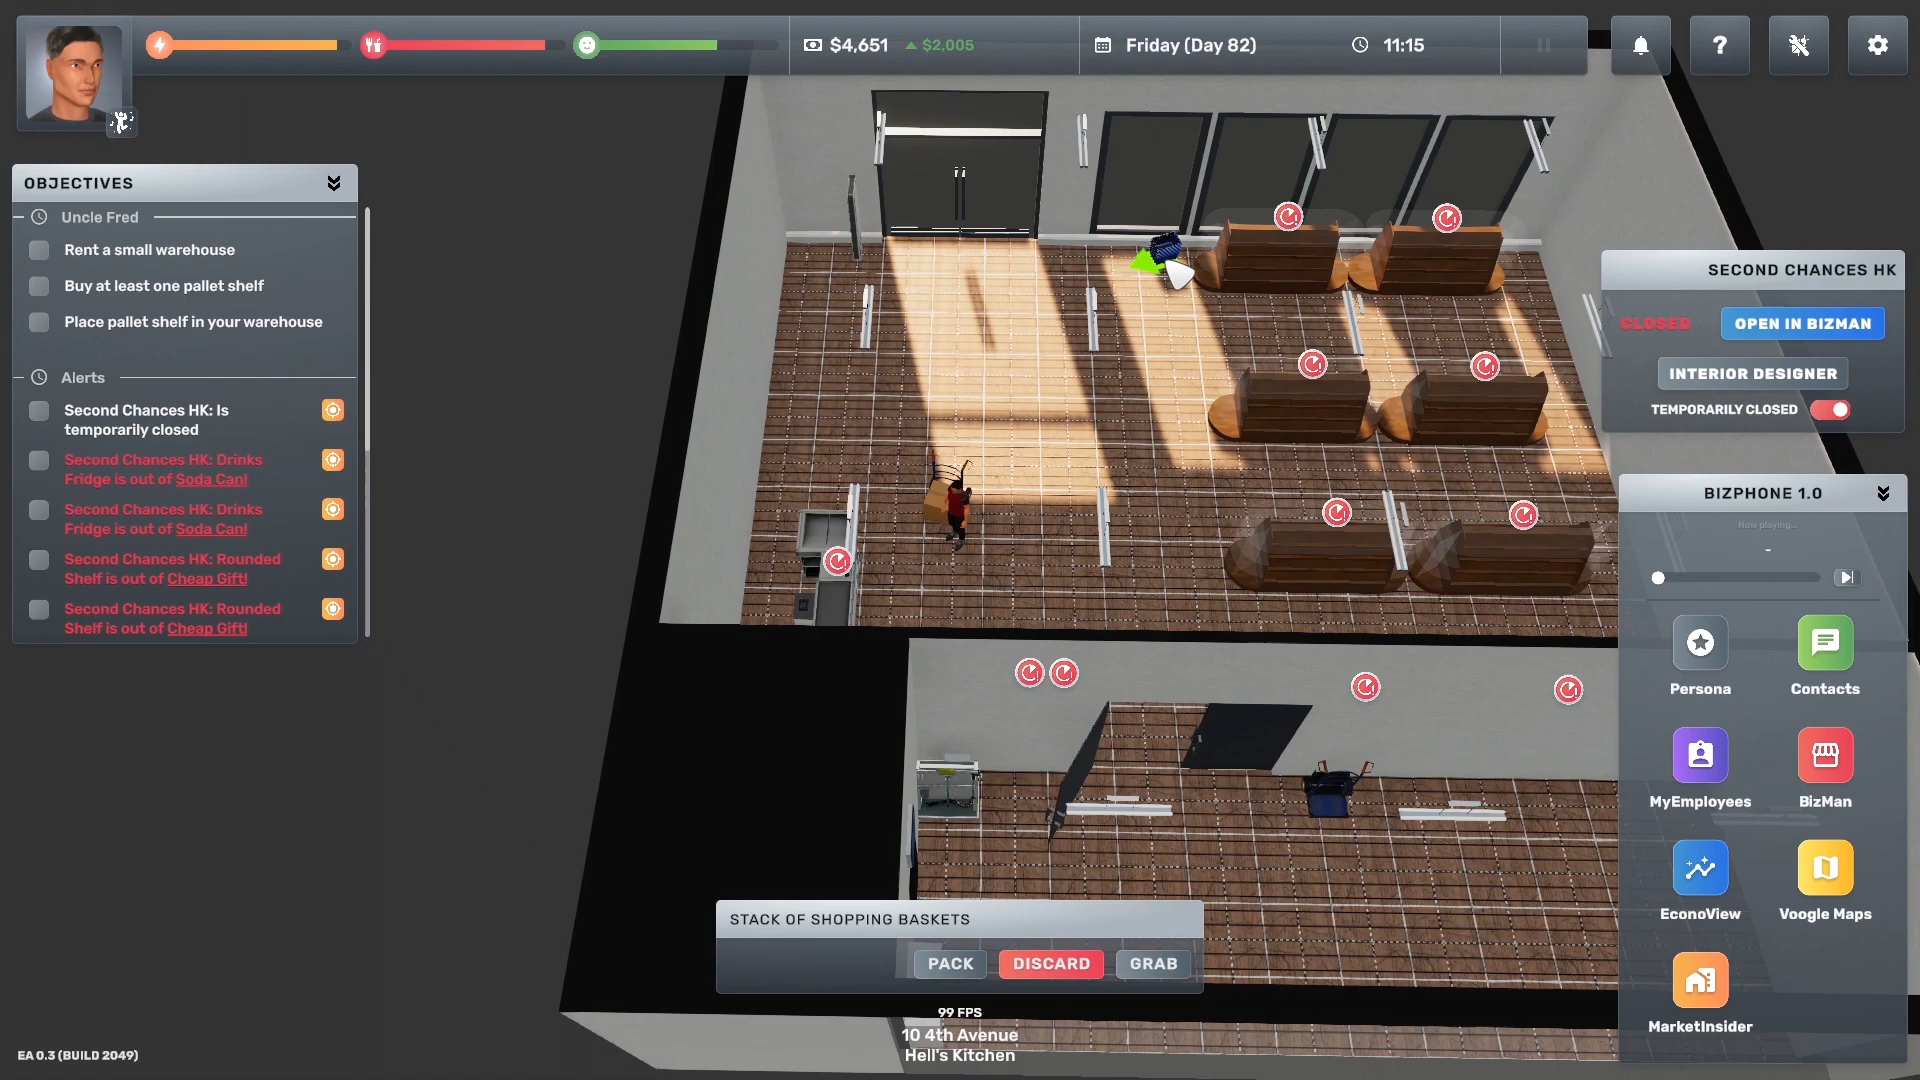 $4,651
$2,005
Friday (Day 82)
11:15
OBJECTIVES
Uncle Fred
Rent a small warehouse
Buy at least one pallet shelf
Place pallet shelf in your warehouse
Alerts
Second Chances HK: Is
temporarily closed
Second Chances HK: Drinks
Fridge is out of Soda Can!
Second Chances HK: Drinks
Fridge is out of Soda Can!
Second Chances HK: Rounded
Shelf is out of Cheap Gift!
Second Chances HK: Rounded
Shelf is out of Cheap Gift!
SECOND CHANCES HK
CLOSED
OPEN IN BIZMAN
INTERIOR DESIGNER
TEMPORARILY CLOSED
BIZPHONE 1.0
Now playing...
-
Persona
Contacts
MyEmployees
BizMan
EconoView
Voogle Maps
MarketInsider
STACK OF SHOPPING BASKETS
PACK
DISCARD
GRAB
99 FPS
10 4th Avenue
Hell's Kitchen
EA 0.3 (BUILD 2049)